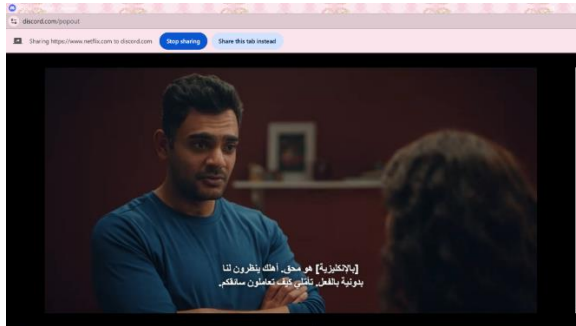 discord.com/popout
Sharing https://www.netflix.com to discord.com
Stop sharing
Share this tab instead
[بالإنكليزية] هو محق. أهلك ينظرون لنا
بدونية بالفعل. تأملي كيف تعاملون سائقكم.